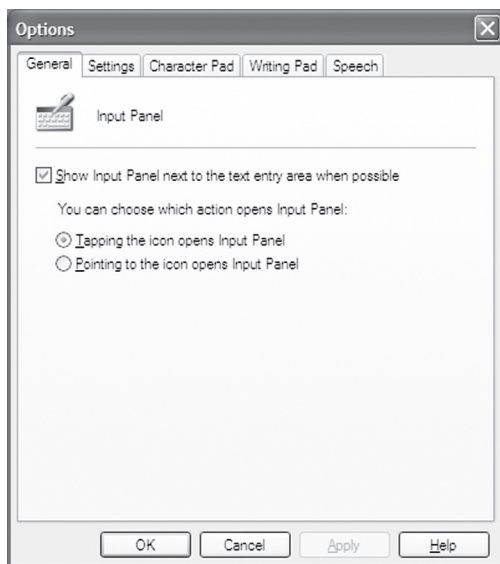 Options
General Settings Character Pad Writing Pad Speech
Input Panel
Show Input Panel next to the text entry area when possible
You can choose which action opens Input Panel:
Tapping the icon opens Input Panel
Pointing to the icon opens Input Panel
OK Cancel Apply Help